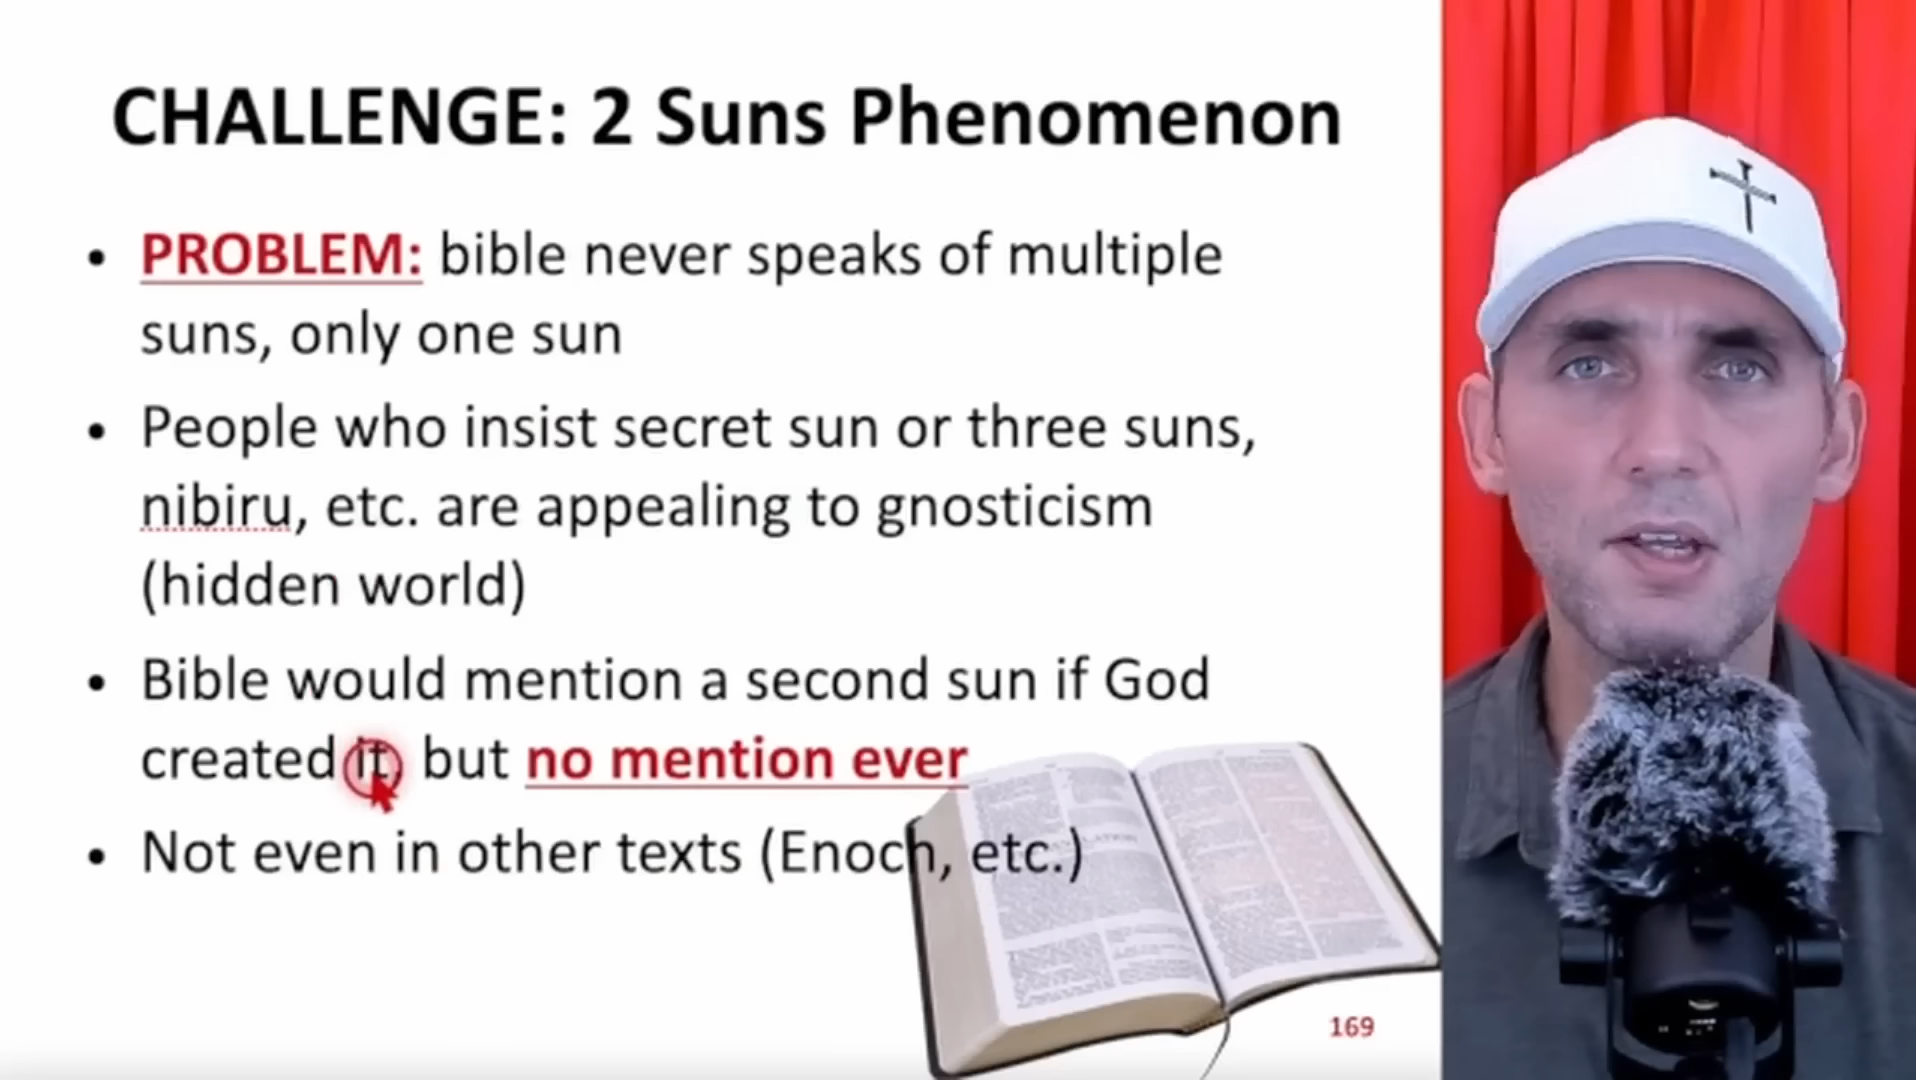 CHALLENGE: 2 Suns Phenomenon
• PROBLEM: bible never speaks of multiple
suns, only one sun
• People who insist secret sun or three suns,
nibiru, etc. are appealing to gnosticism
(hidden world)
• Bible would mention a second sun if God
created it, but no mention ever
• Not even in other texts (Enoch, etc.)
169